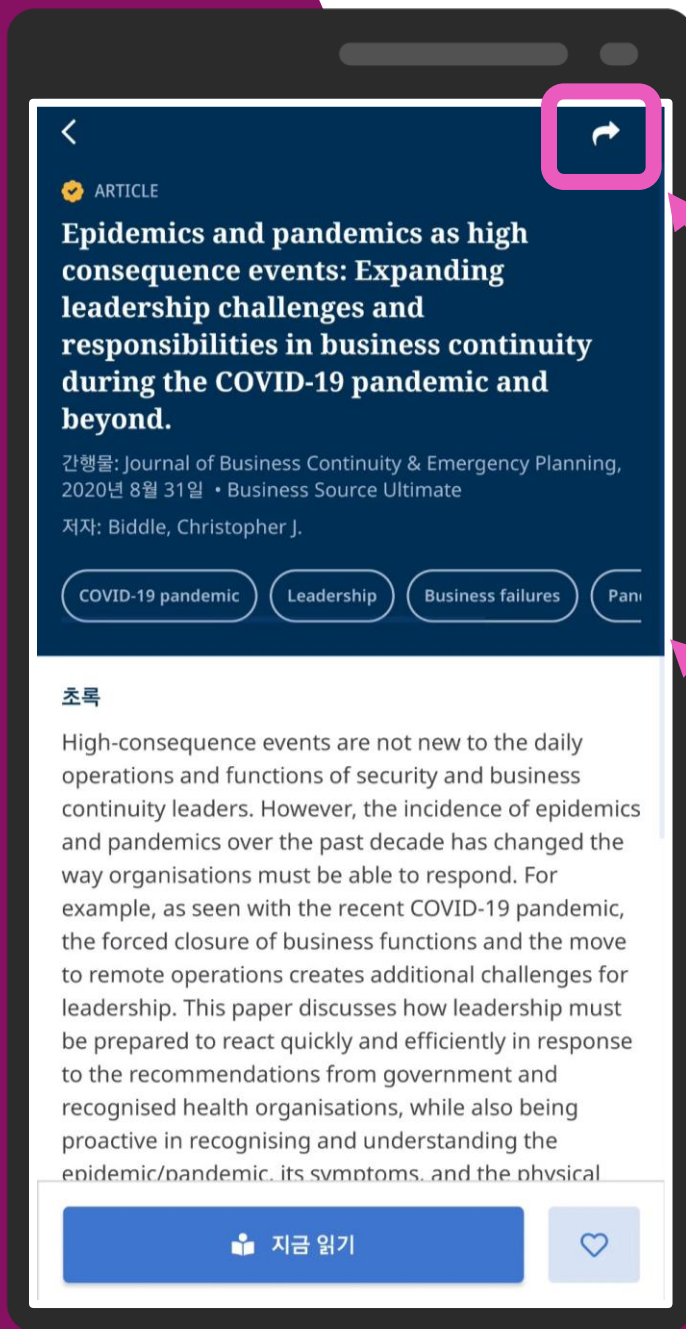 ARTICLE
Epidemics and pandemics as high
consequence events: Expanding
leadership challenges and
responsibilities in business continuity
during the COVID-19 pandemic and
beyond.
간행물: Journal of Business Continuity & Emergency Planning,
2020년 8월 31일 • Business Source Ultimate
저자: Biddle, Christopher J.
COVID-19 pandemic Leadership Business failures Pan
초록
High-consequence events are not new to the daily
operations and functions of security and business
continuity leaders. However, the incidence of epidemics
and pandemics over the past decade has changed the
way organisations must be able to respond. For
example, as seen with the recent COVID-19 pandemic,
the forced closure of business functions and the move
to remote operations creates additional challenges for
leadership. This paper discusses how leadership must
be prepared to react quickly and efficiently in response
to the recommendations from government and
recognised health organisations, while also being
proactive in recognising and understanding the
epidemic/pandemic, its symptoms, and the physical
지금 읽기